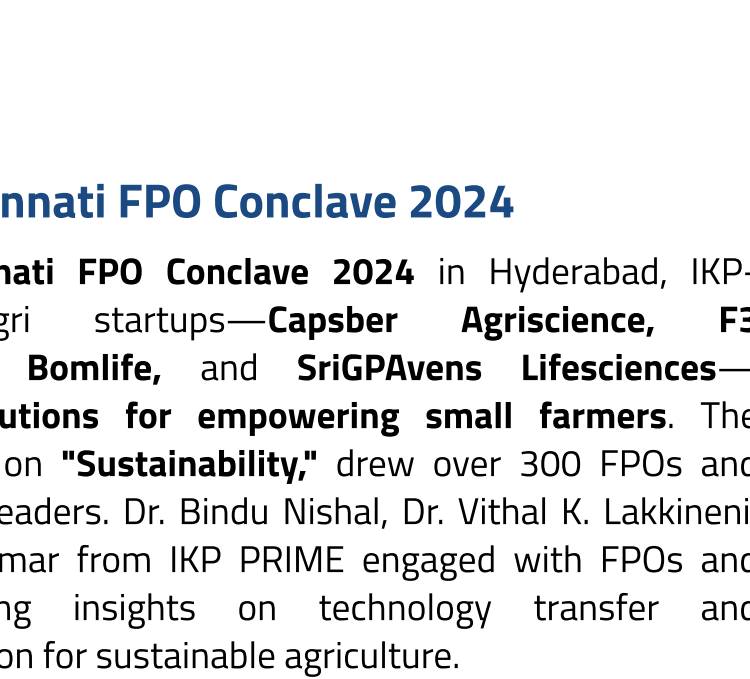 nnati FPO Conclave 2024
nati FPO Conclave 2024 in Hyderabad, IKP-
gri startups—Capsber Agriscience, F3
Bomlife, and SriGPAvens Lifesciences—
utions for empowering small farmers. The
on "Sustainability," drew over 300 FPOs and
eaders. Dr. Bindu Nishal, Dr. Vithal K. Lakkineni
mar from IKP PRIME engaged with FPOs and
ng insights on technology transfer and
on for sustainable agriculture.